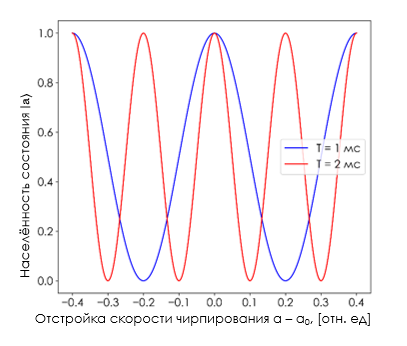 Населённость состояния |a⟩
1.0
0.8
0.6
0.4
0.2
0.0
T = 1 мс
T = 2 мс
−0.4 −0.3 −0.2 −0.1 0.0 0.1 0.2 0.3 0.4
Отстройка скорости чирпирования a – a₀, [отн. ед]